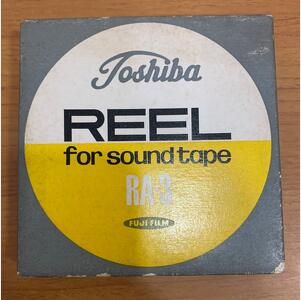 Toshiba
REEL
for sound tape
RA-3
FUJI FILM